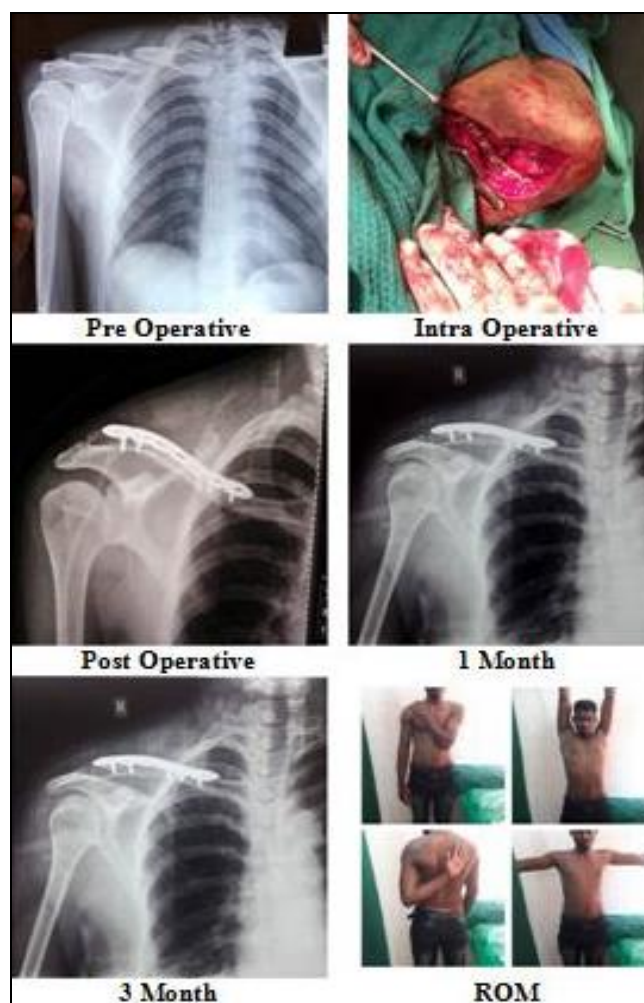 Pre Operative
Intra Operative
Post Operative
1 Month
3 Month
ROM